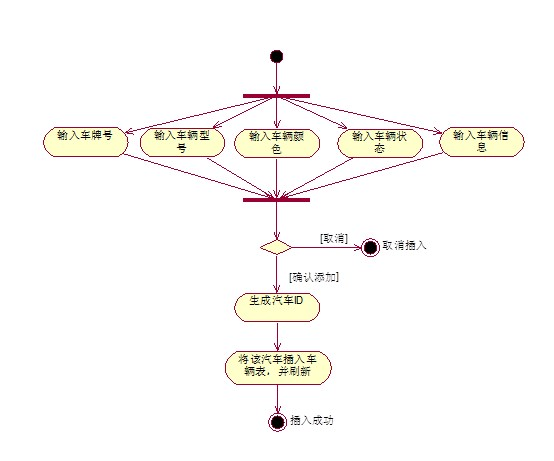 输入车牌号
输入车辆型
号
输入车辆颜
色
输入车辆状
态
输入车辆信
息
[取消]
取消插入
[确认添加]
生成汽车ID
将该汽车插入车
辆表，并刷新
插入成功